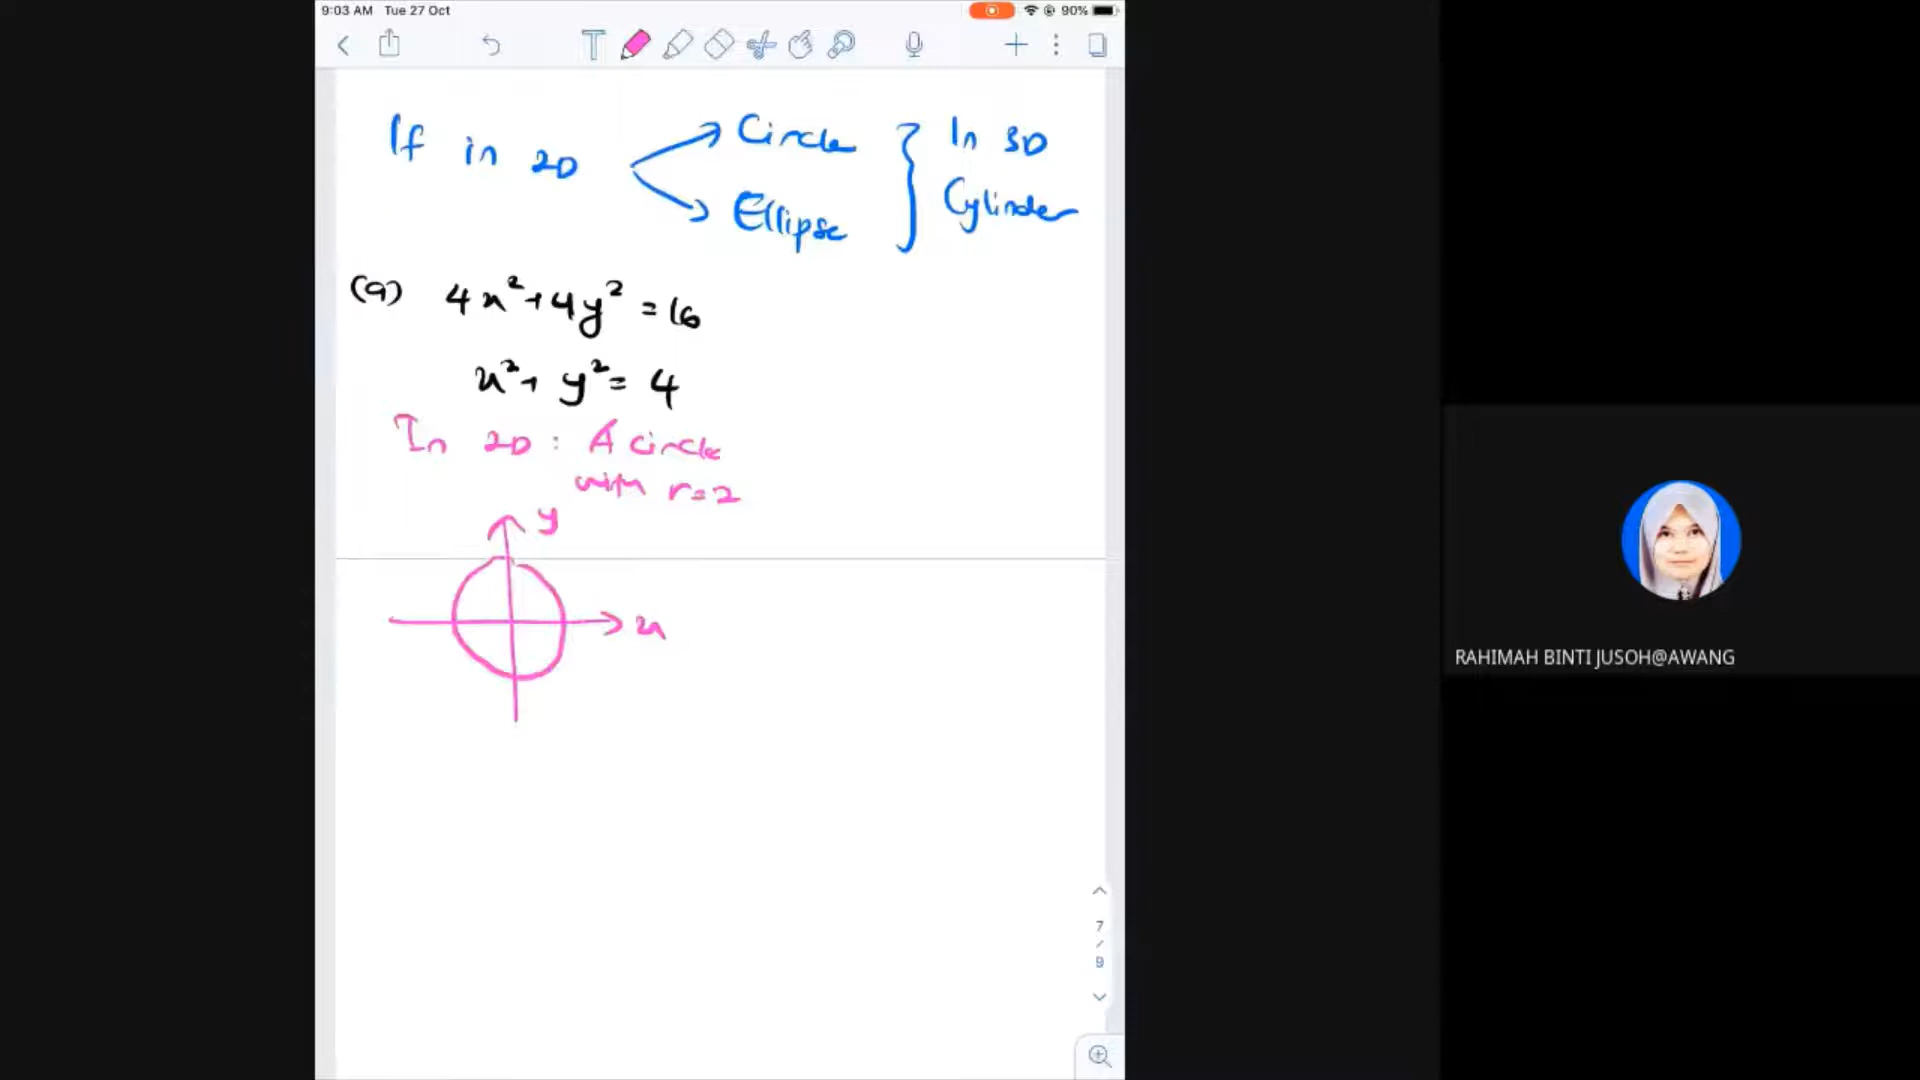 9:03 AM Tue 27 Oct
90%
If in 2D
Circle
Ellipse
In 3D
Cylinder
(a) 4x²+4y² = 16
x²+ y² = 4
In 2D : A circle
with r=2
y
x
7
/
9
RAHIMAH BINTI JUSOH@AWANG